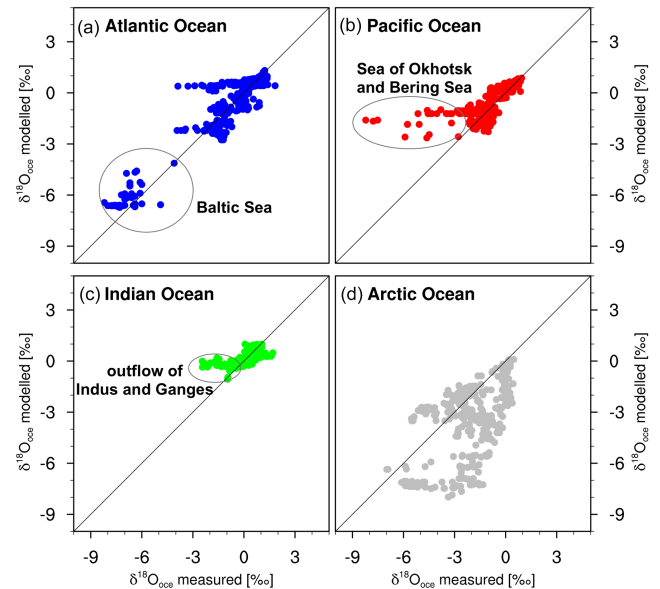 (a) Atlantic Ocean
(b) Pacific Ocean
3
0
-3
-6
-9
δ18Ooce modelled [‰]
Baltic Sea
Sea of Okhotsk
and Bering Sea
3
0
-3
-6
-9
δ18Ooce modelled [‰]
(c) Indian Ocean
(d) Arctic Ocean
3
0
-3
-6
-9
δ18Ooce modelled [‰]
outflow of
Indus and Ganges
3
0
-3
-6
-9
δ18Ooce modelled [‰]
-9 -6 -3 0 3
-9 -6 -3 0 3
δ18Ooce measured [‰]
δ18Ooce measured [‰]